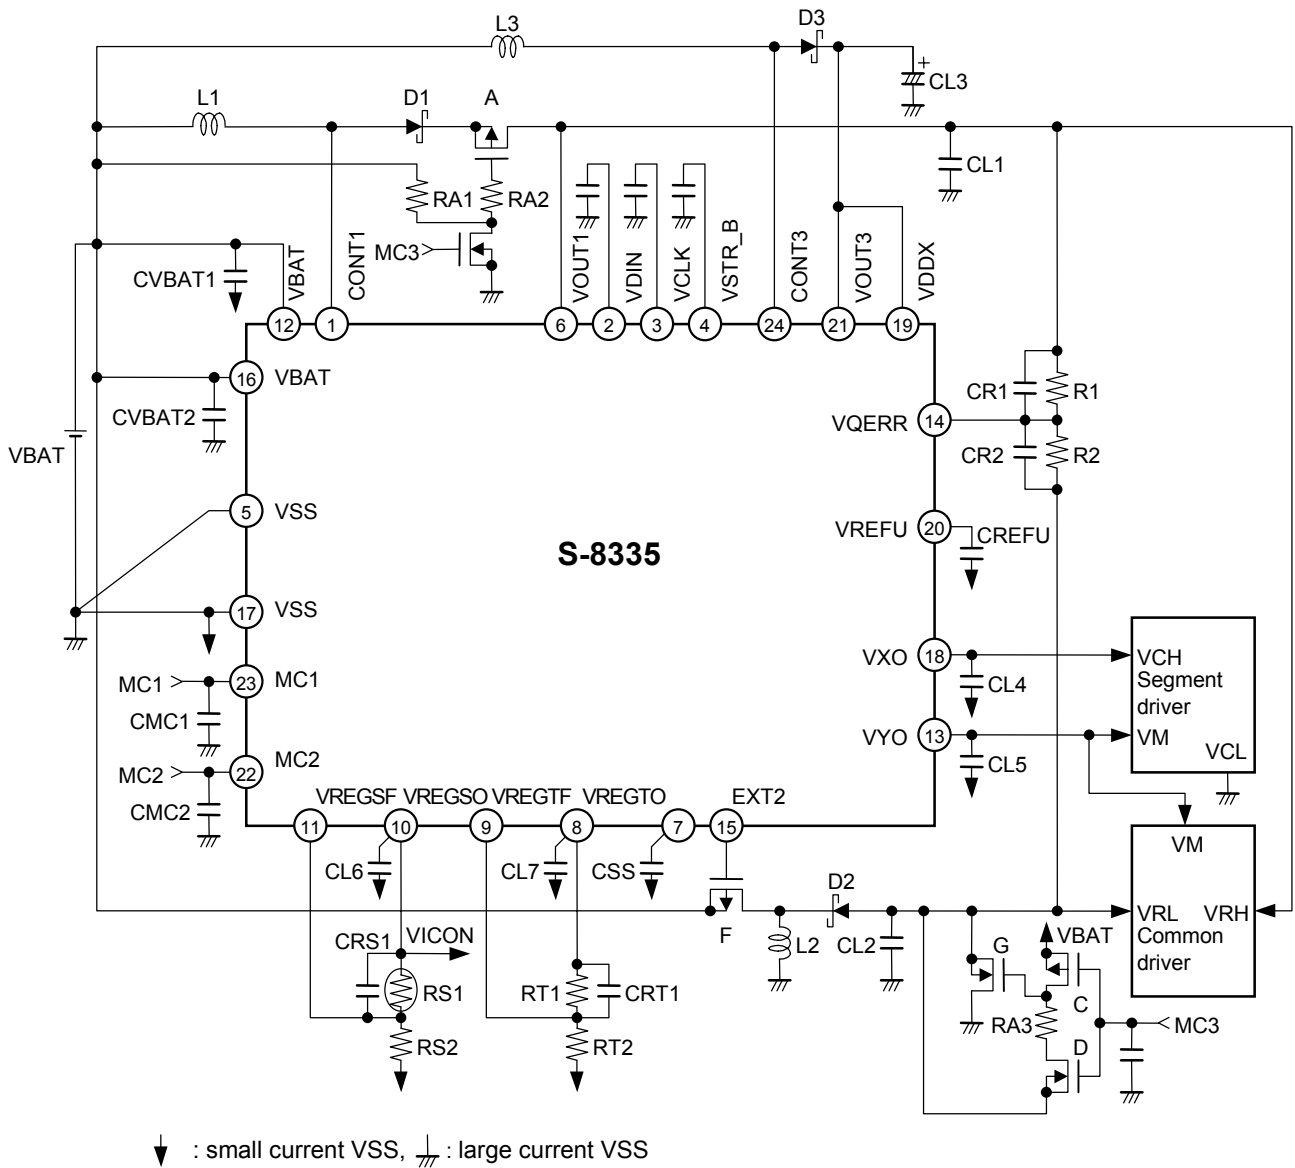 L3
D3
+
CL3
L1
D1
A
CL1
RA1
RA2
MC3
CVBAT1
VBAT
CONT1
VOUT1
VDIN
VCLK
VSTR_B
CONT3
VOUT3
VDDX
12
1
6
2
3
4
24
21
19
16
VBAT
CVBAT2
VBAT
CR1
R1
VQERR
14
CR2
R2
5
VSS
VREFU
20
CREFU
S-8335
17
VSS
VXO
18
CL4
VCH
Segment
driver
VM
VCL
MC1
23
MC1
CMC1
VYO
13
CL5
MC2
22
MC2
CMC2
VREGSF
VREGSO
VREGTF
VREGTO
EXT2
11
10
9
8
7
15
CL6
CL7
CSS
VM
VRL
VRH
Common
driver
F
D2
L2
CL2
G
VBAT
C
RA3
D
MC3
CRS1
VICON
RS1
RS2
RT1
CRT1
RT2
: small current VSS, : large current VSS